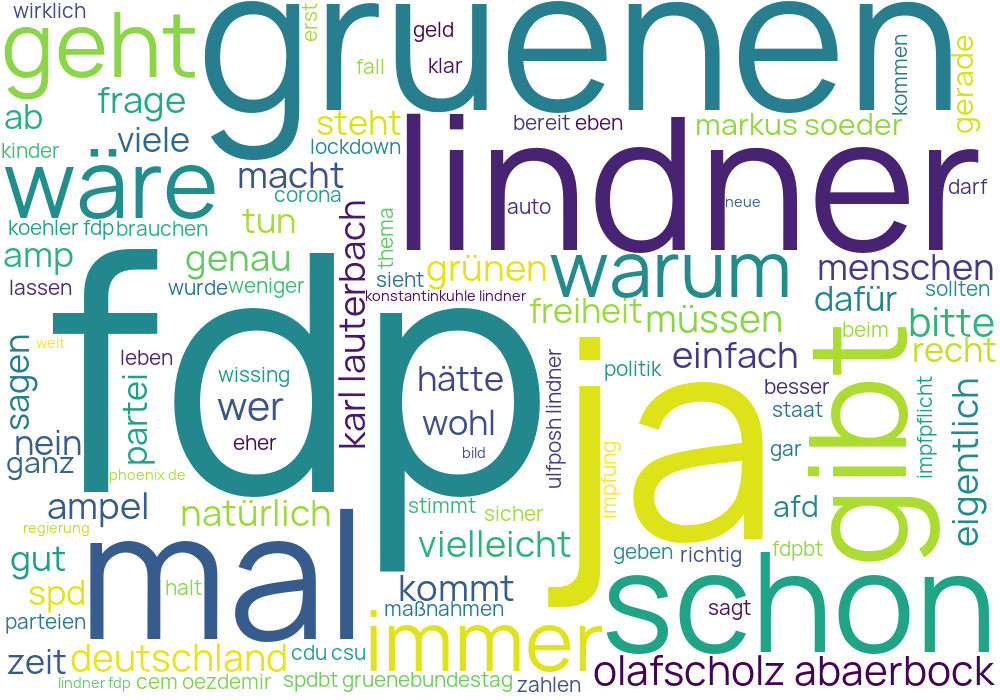 wirklich
geht
gruenen
erst
geld
klar
fall
kommen
gerade
ab
frage
viele
steht
lockdown
bereit
eben
markus soeder
kinder
wäre
macht
corona
lindner
auto
neue
darf
koehler fdp
brauchen
tun
karl lauterbach
thema
amp
genau
sieht
grünen
warum
menschen
lassen
wurde
weniger
konstantinkuhle lindner
freiheit
müssen
dafür
sollten
beim
bitte
recht
sagen
welt
leben
partei
fdp
wissing
wer
eher
hätte
wohl
bild
ulfposh lindner
ja
politik
einfach
besser
staat
gar
gibt
impfpflicht
eigentlich
nein
ganz
phoenix de
impfung
afd
ampel
natürlich
stimmt
sicher
regierung
vielleicht
geben
richtig
fdpbt
gut
mal
halt
kommt
schon
sagt
spd
maßnahmen
parteien
immer
zeit
deutschland
cdu csu
olafscholz abaerbock
lindner fdp
cem oezdemir
spdbt gruenebundestag
zahlen